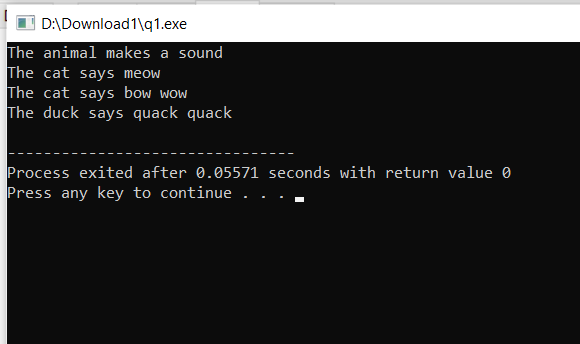 D:\Download1\q1.exe
The animal makes a sound
The cat says meow
The cat says bow wow
The duck says quack quack
--------------------------------
Process exited after 0.05571 seconds with return value 0
Press any key to continue . . .